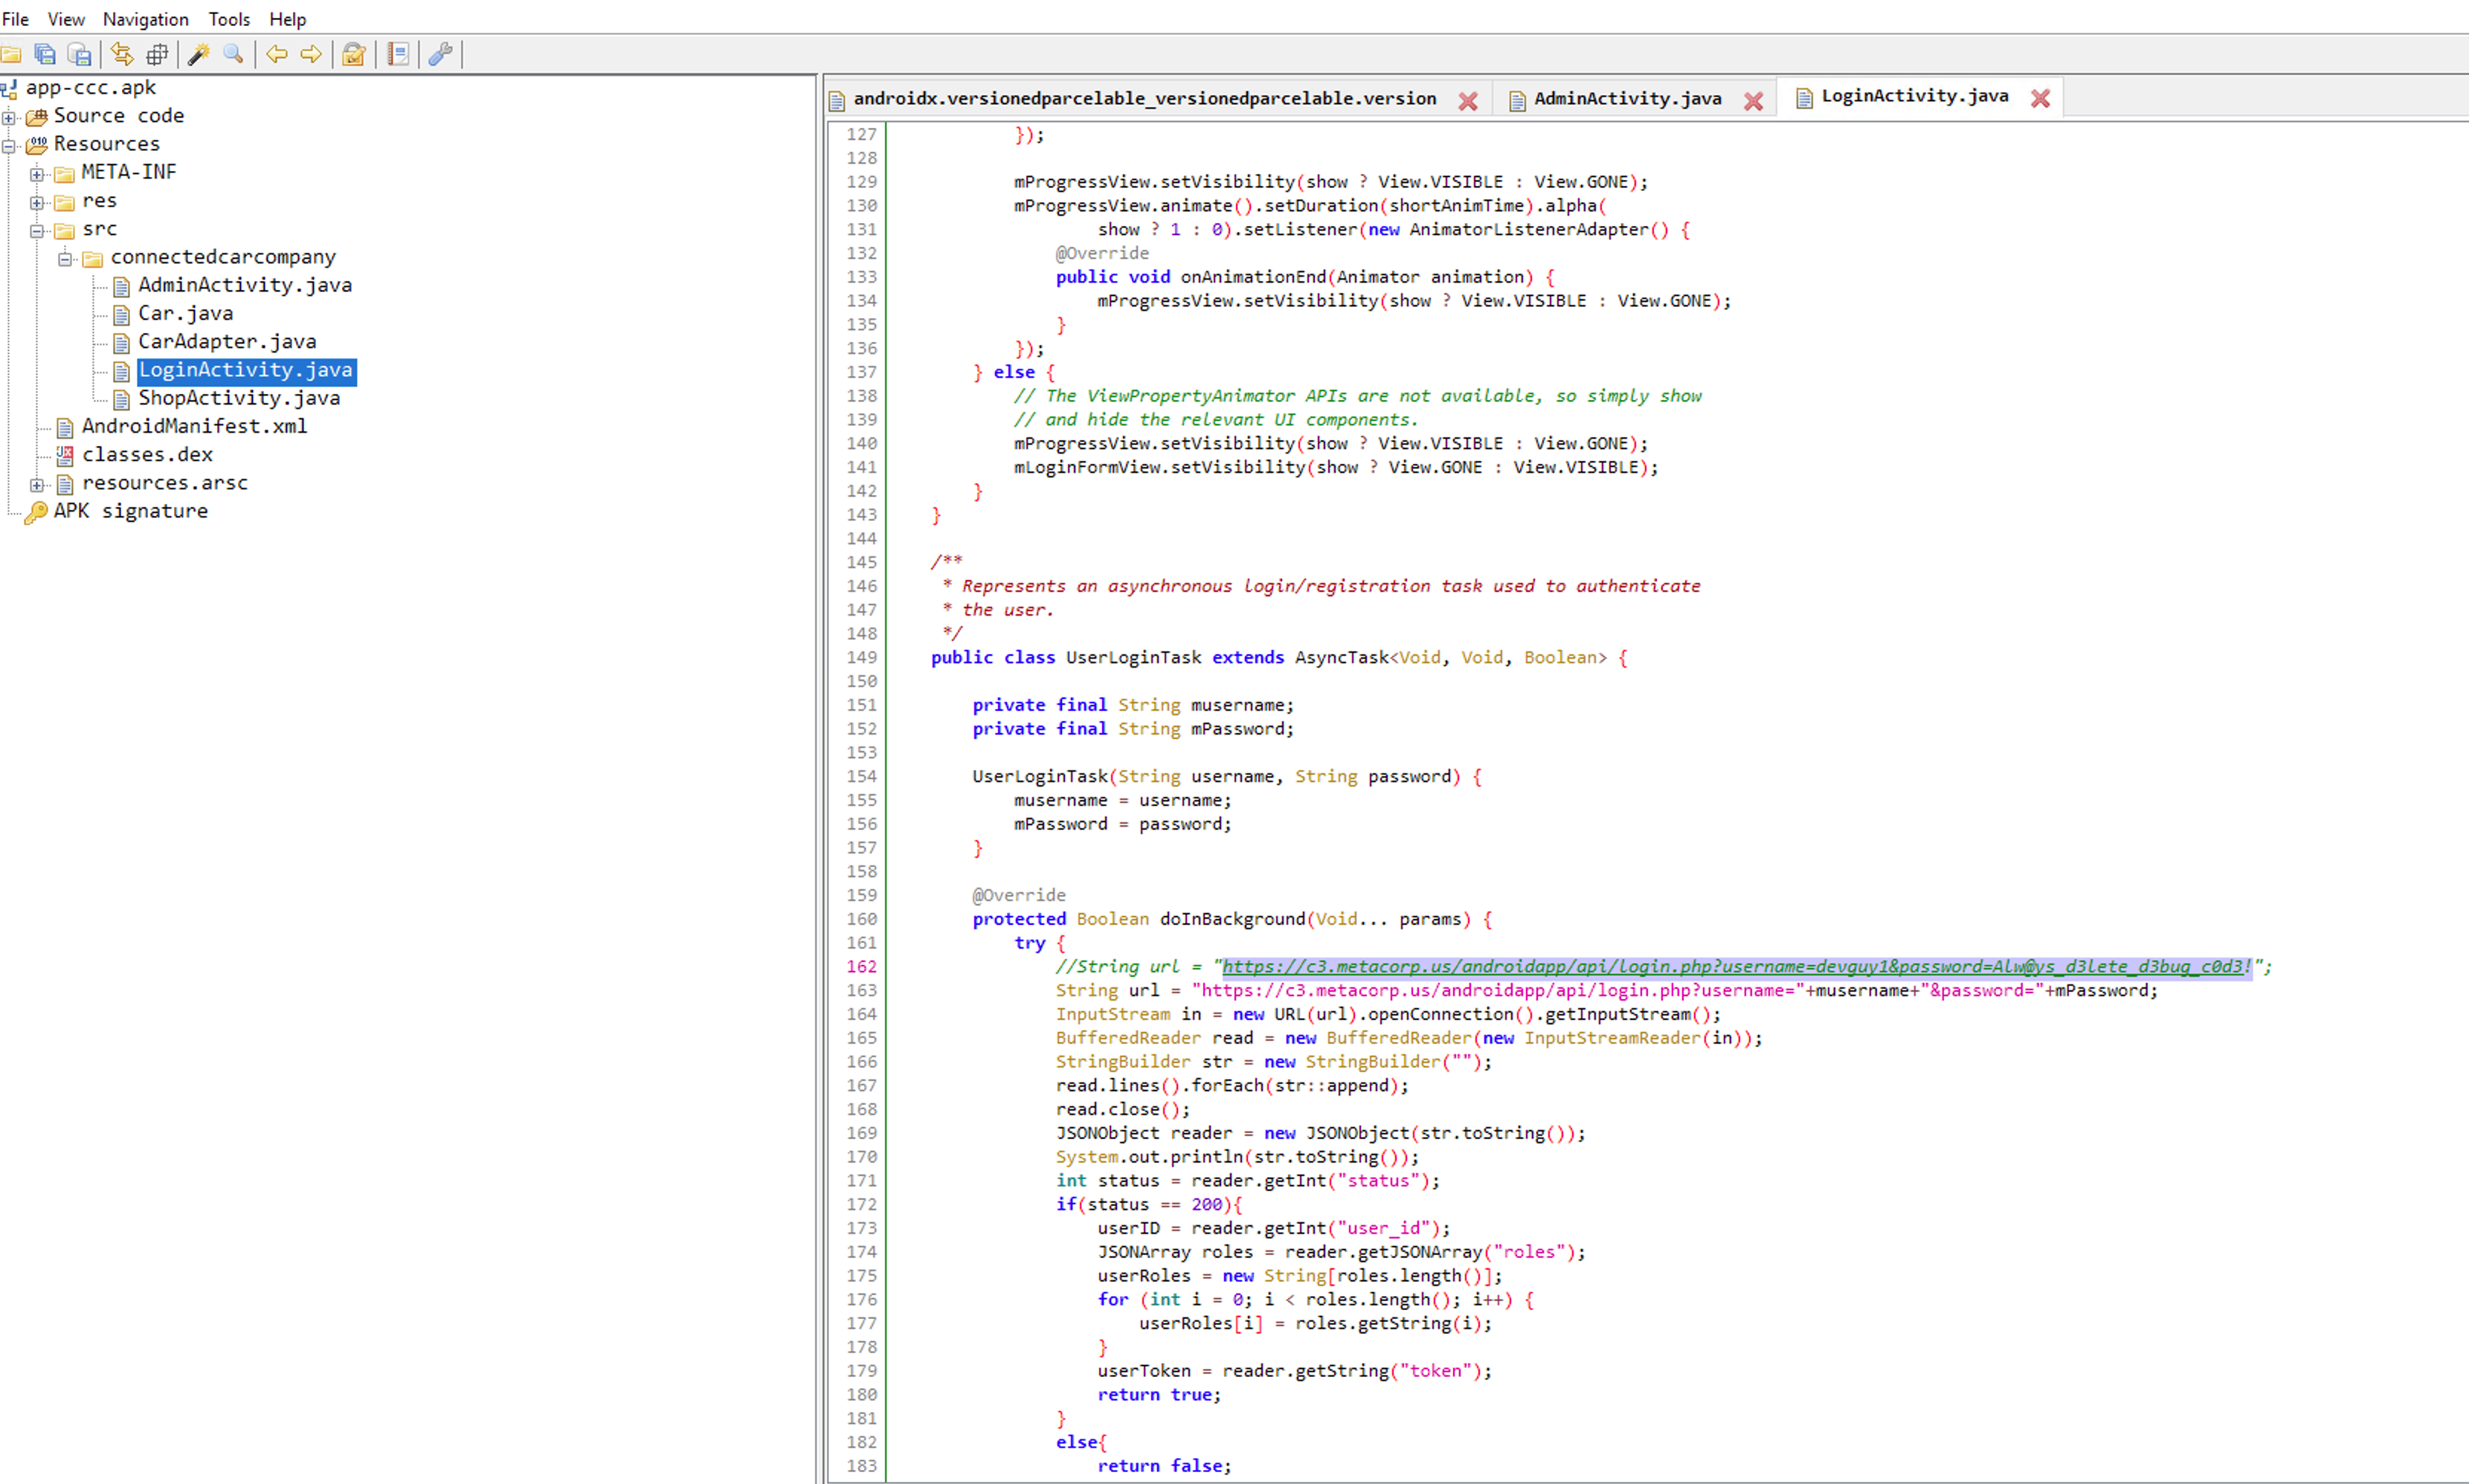 File View Navigation Tools Help
app-ccc.apk
Source code
Resources
META-INF
res
src
connectedcarcompany
AdminActivity.java
Car.java
CarAdapter.java
LoginActivity.java
ShopActivity.java
AndroidManifest.xml
classes.dex
resources.arsc
APK signature
androidx.versionedparcelable_versionedparcelable.version AdminActivity.java LoginActivity.java
127 });
128
129 mProgressView.setVisibility(show ? View.VISIBLE : View.GONE);
130 mProgressView.animate().setDuration(shortAnimTime).alpha(
131 show ? 1 : 0).setListener(new AnimatorListenerAdapter() {
132 @Override
133 public void onAnimationEnd(Animator animation) {
134 mProgressView.setVisibility(show ? View.VISIBLE : View.GONE);
135 }
136 });
137 } else {
138 // The ViewPropertyAnimator APIs are not available, so simply show
139 // and hide the relevant UI components.
140 mProgressView.setVisibility(show ? View.VISIBLE : View.GONE);
141 mLoginFormView.setVisibility(show ? View.GONE : View.VISIBLE);
142 }
143 }
144
145 /**
146 * Represents an asynchronous login/registration task used to authenticate
147 * the user.
148 */
149 public class UserLoginTask extends AsyncTask<Void, Void, Boolean> {
150
151 private final String musername;
152 private final String mPassword;
153
154 UserLoginTask(String username, String password) {
155 musername = username;
156 mPassword = password;
157 }
158
159 @Override
160 protected Boolean doInBackground(Void... params) {
161 try {
162 //String url = "https://c3.metacorp.us/androidapp/api/login.php?username=devguy1&password=Alw@ys_d3lete_d3bug_c0d3!";
163 String url = "https://c3.metacorp.us/androidapp/api/login.php?username="+musername+"&password="+mPassword;
164 InputStream in = new URL(url).openConnection().getInputStream();
165 BufferedReader read = new BufferedReader(new InputStreamReader(in));
166 StringBuilder str = new StringBuilder("");
167 read.lines().forEach(str::append);
168 read.close();
169 JSONObject reader = new JSONObject(str.toString());
170 System.out.println(str.toString());
171 int status = reader.getInt("status");
172 if(status == 200){
173 userID = reader.getInt("user_id");
174 JSONArray roles = reader.getJSONArray("roles");
175 userRoles = new String[roles.length()];
176 for (int i = 0; i < roles.length(); i++) {
177 userRoles[i] = roles.getString(i);
178 }
179 userToken = reader.getString("token");
180 return true;
181 }
182 else{
183 return false;